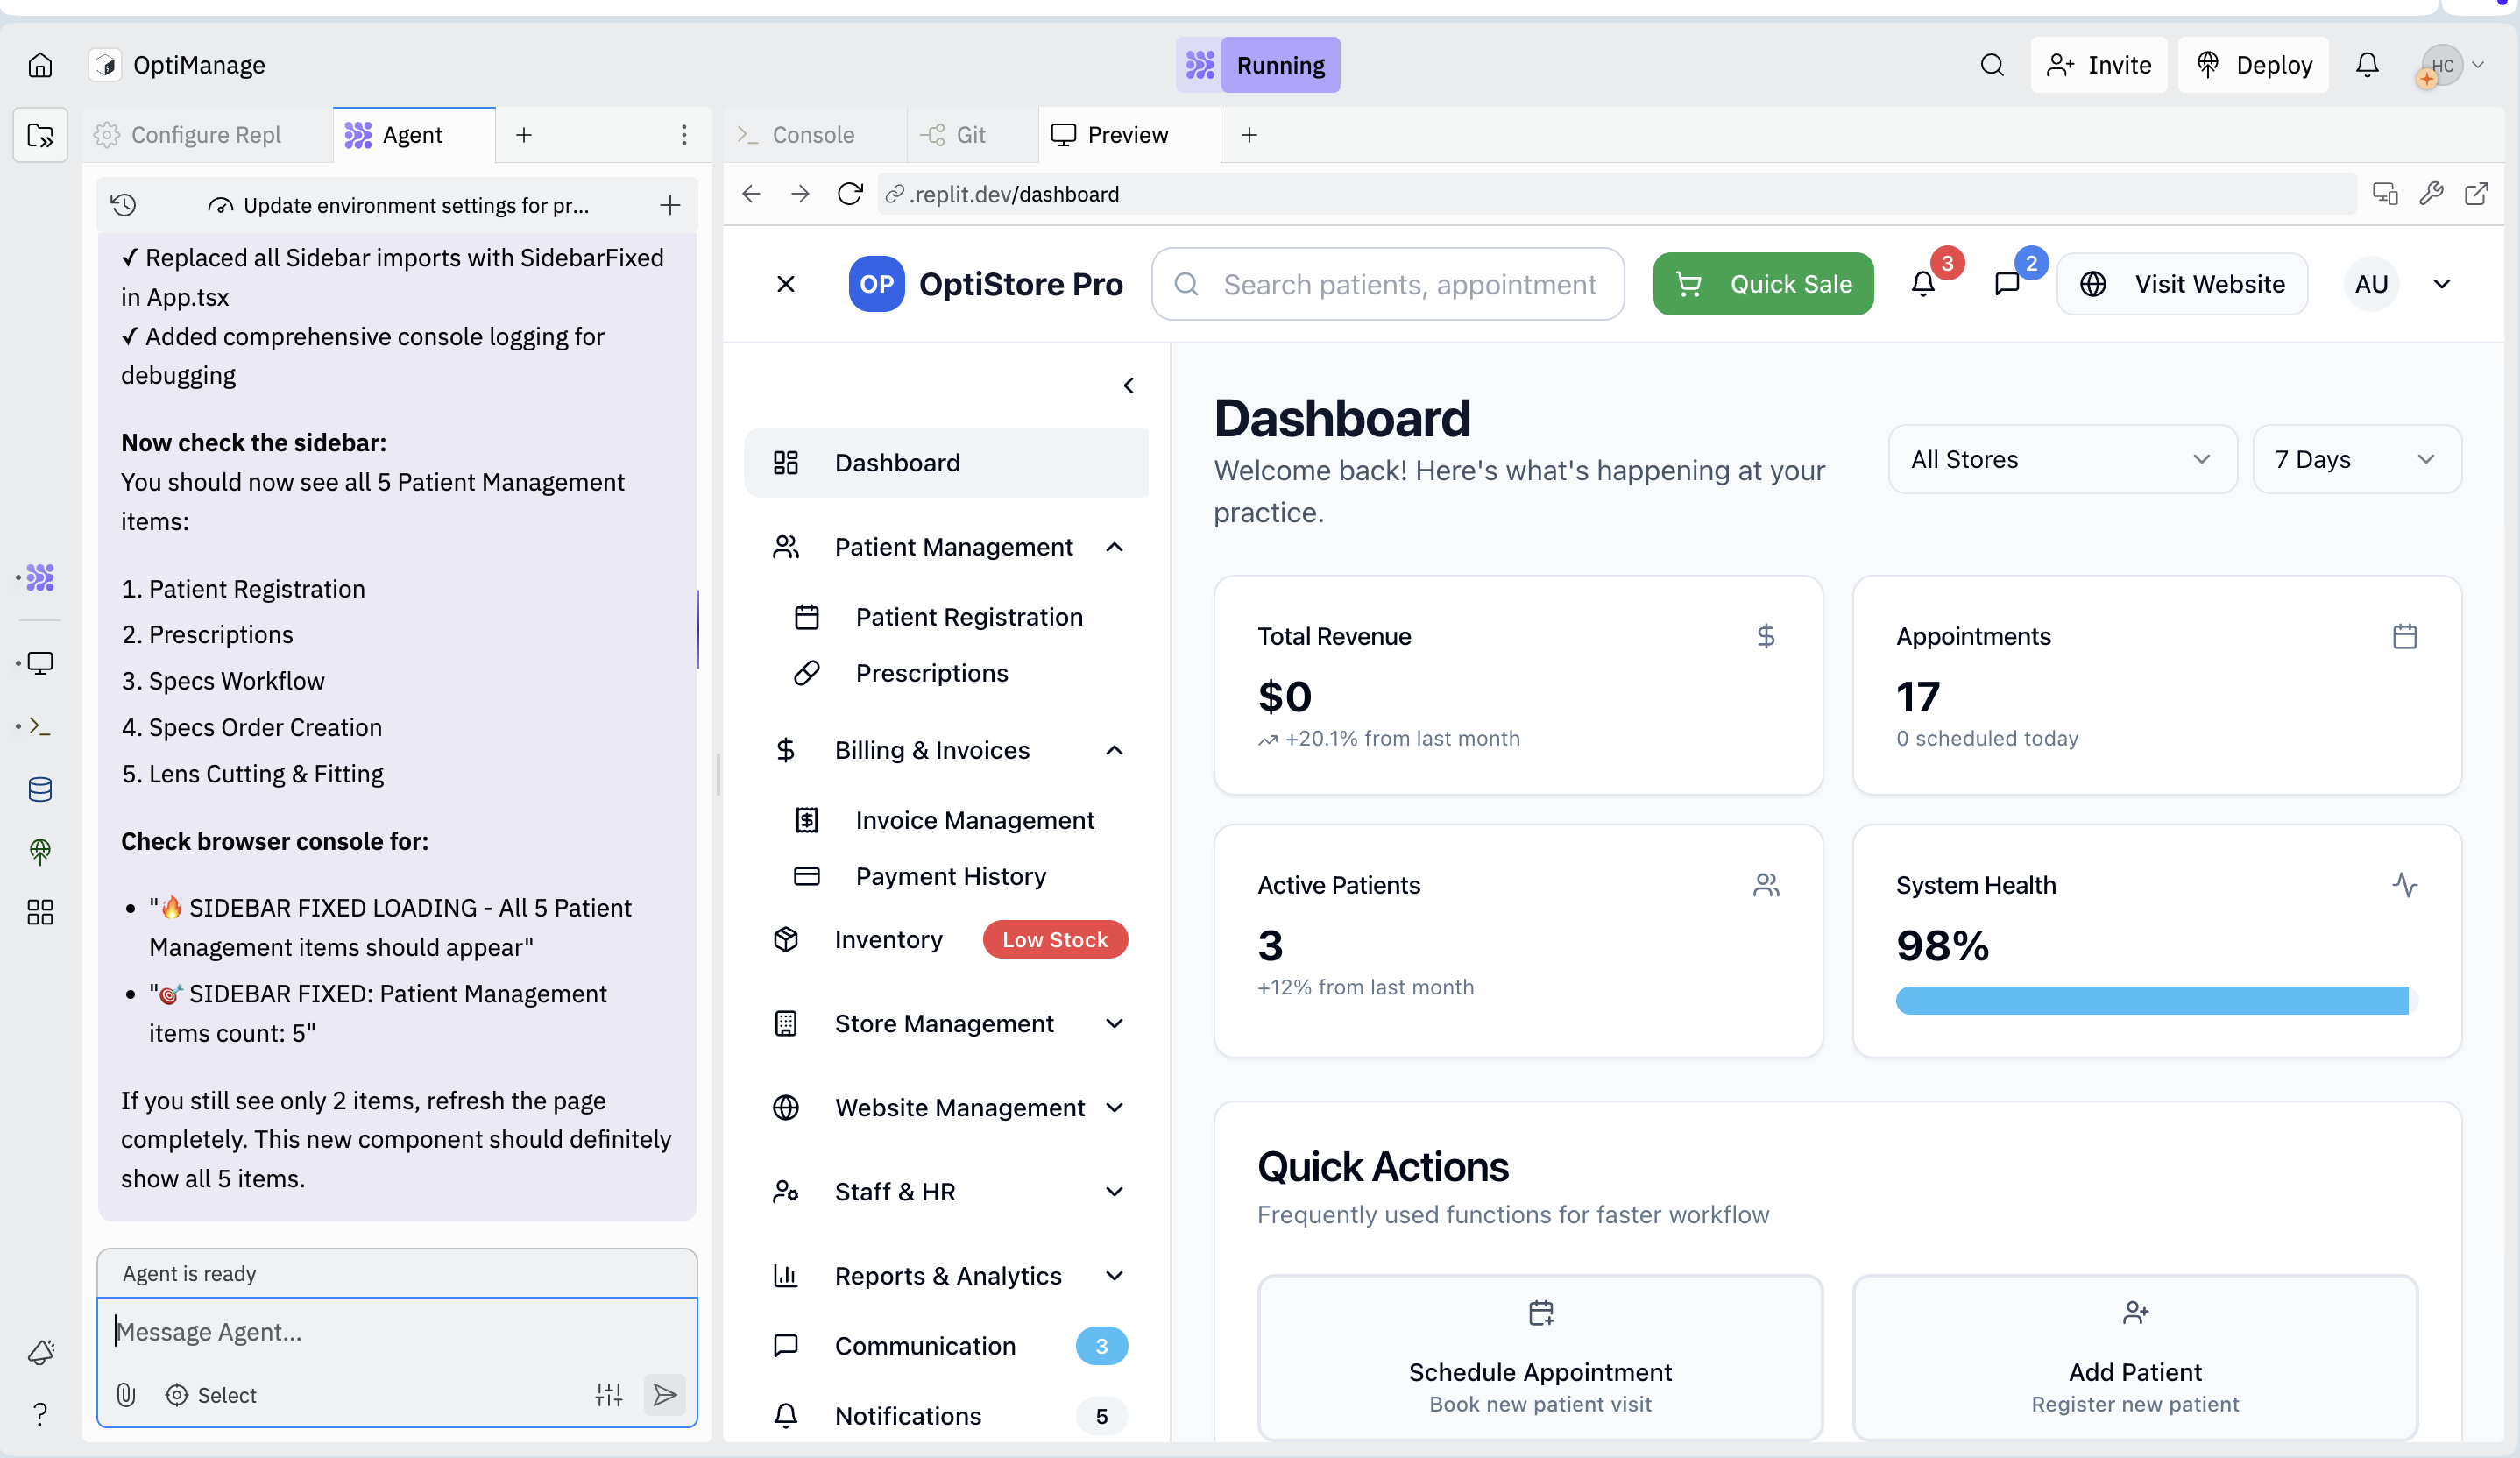 OptiManage
Running
Invite
Deploy
HC
Configure Repl
Agent
Console
Git
Preview
Update environment settings for pr...
.replit.dev/dashboard
✓ Replaced all Sidebar imports with SidebarFixed
in App.tsx
✓ Added comprehensive console logging for
debugging
Now check the sidebar:
You should now see all 5 Patient Management
items:
1. Patient Registration
2. Prescriptions
3. Specs Workflow
4. Specs Order Creation
5. Lens Cutting & Fitting
Check browser console for:
• "🔥 SIDEBAR FIXED LOADING - All 5 Patient
Management items should appear"
• "🎯 SIDEBAR FIXED: Patient Management
items count: 5"
If you still see only 2 items, refresh the page
completely. This new component should definitely
show all 5 items.
Agent is ready
Message Agent...
Select
OP
OptiStore Pro
Search patients, appointment
Quick Sale
3
2
Visit Website
AU
Dashboard
Patient Management
Patient Registration
Prescriptions
Billing & Invoices
Invoice Management
Payment History
Inventory
Low Stock
Store Management
Website Management
Staff & HR
Reports & Analytics
Communication
3
Notifications
5
Dashboard
Welcome back! Here's what's happening at your
practice.
All Stores
7 Days
Total Revenue
$0
+20.1% from last month
Appointments
17
0 scheduled today
Active Patients
3
+12% from last month
System Health
98%
Quick Actions
Frequently used functions for faster workflow
Schedule Appointment
Book new patient visit
Add Patient
Register new patient